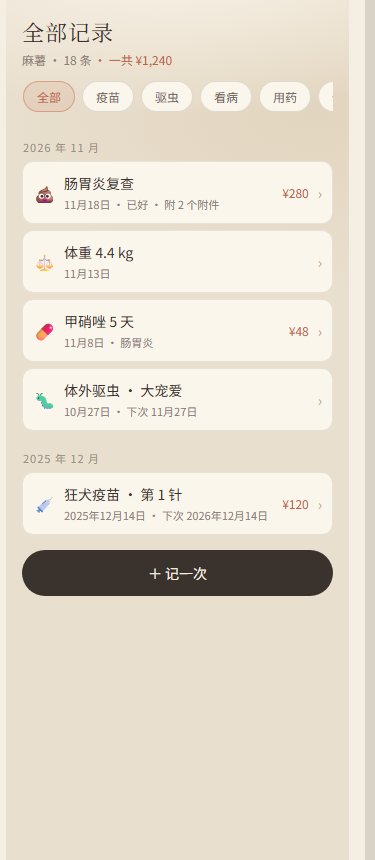 全部记录
麻薯 · 18 条 · 一共 ¥1,240
全部 疫苗 驱虫 看病 用药
2026 年 11 月
肠胃炎复查
11月18日 · 已好 · 附 2 个附件
¥280 ›
体重 4.4 kg
11月13日
›
甲硝唑 5 天
11月8日 · 肠胃炎
¥48 ›
体外驱虫 · 大宠爱
10月27日 · 下次 11月27日
›
2025 年 12 月
狂犬疫苗 · 第 1 针
2025年12月14日 · 下次 2026年12月14日
¥120 ›
＋ 记一次